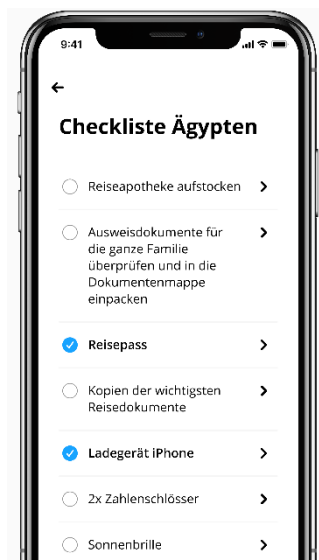 9:41
Checkliste Ägypten
Reiseapotheke aufstocken
Ausweisdokumente für
die ganze Familie
überprüfen und in die
Dokumentenmappe
einpacken
Reisepass
Kopien der wichtigsten
Reisedokumente
Ladegerät iPhone
2x Zahlenschlösser
Sonnenbrille